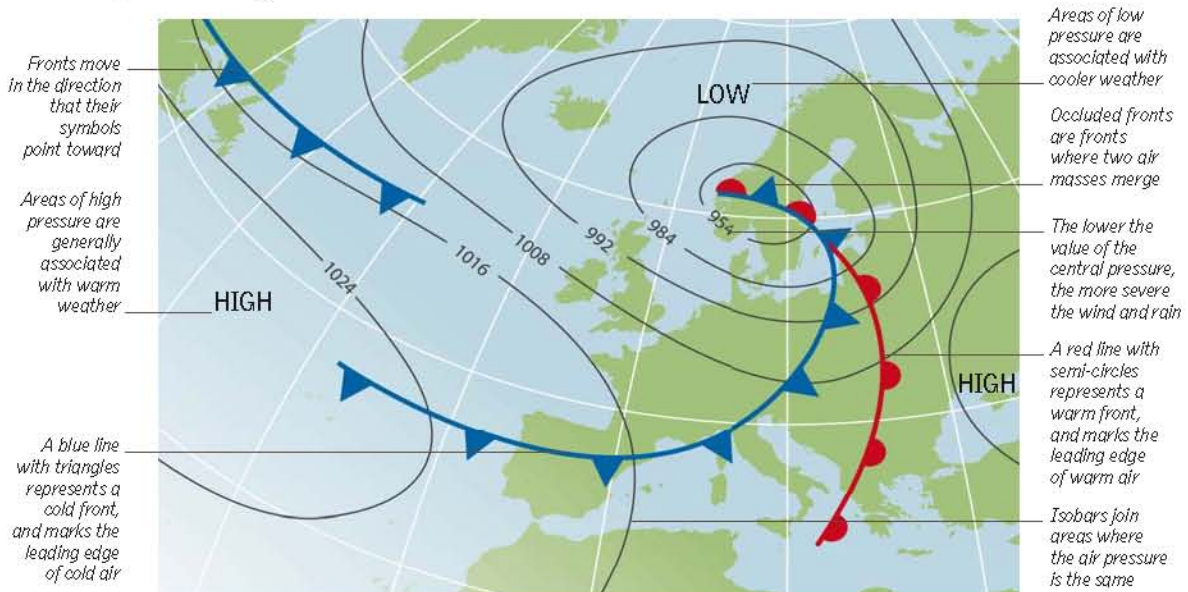 Fronts move
in the direction
that their
symbols
point toward
Areas of high
pressure are
generally
associated
with warm
weather
A blue line
with triangles
represents a
cold front,
and marks the
leading edge
of cold air
LOW
HIGH
HIGH
954
984
992
1008
1016
1024
Areas of low
pressure are
associated with
cooler weather
Occluded fronts
are fronts
where two air
masses merge
The lower the
value of the
central pressure,
the more severe
the wind and rain
A red line with
semi-circles
represents a
warm front,
and marks the
leading edge
of warm air
Isobars join
areas where
the air pressure
is the same